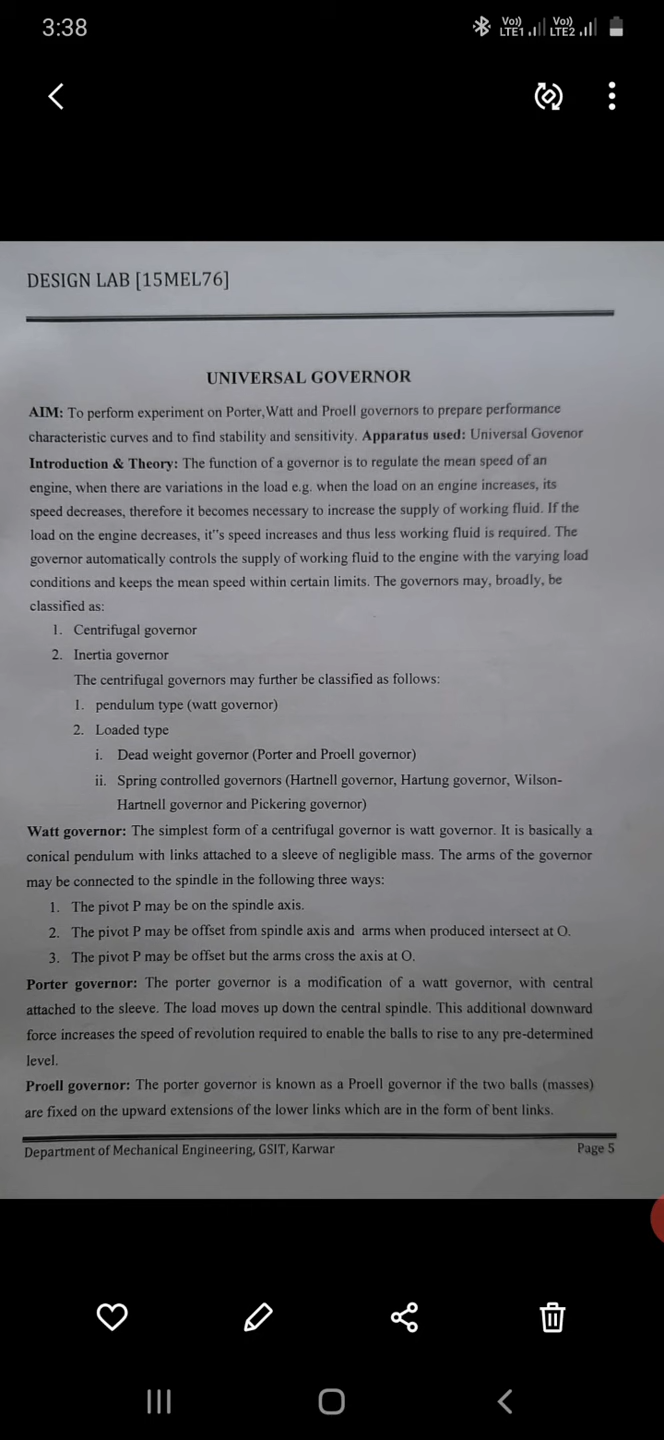 3:38
Vo)) LTE1 Vo)) LTE2
DESIGN LAB [15MEL76]
UNIVERSAL GOVERNOR
AIM: To perform experiment on Porter,Watt and Proell governors to prepare performance
characteristic curves and to find stability and sensitivity. Apparatus used: Universal Govenor
Introduction & Theory: The function of a governor is to regulate the mean speed of an
engine, when there are variations in the load e.g. when the load on an engine increases, its
speed decreases, therefore it becomes necessary to increase the supply of working fluid. If the
load on the engine decreases, it"s speed increases and thus less working fluid is required. The
governor automatically controls the supply of working fluid to the engine with the varying load
conditions and keeps the mean speed within certain limits. The governors may, broadly, be
classified as:
1. Centrifugal governor
2. Inertia governor
The centrifugal governors may further be classified as follows:
1. pendulum type (watt governor)
2. Loaded type
i. Dead weight governor (Porter and Proell governor)
ii. Spring controlled governors (Hartnell governor, Hartung governor, Wilson-
Hartnell governor and Pickering governor)
Watt governor: The simplest form of a centrifugal governor is watt governor. It is basically a
conical pendulum with links attached to a sleeve of negligible mass. The arms of the governor
may be connected to the spindle in the following three ways:
1. The pivot P may be on the spindle axis.
2. The pivot P may be offset from spindle axis and arms when produced intersect at O.
3. The pivot P may be offset but the arms cross the axis at O.
Porter governor: The porter governor is a modification of a watt governor, with central
attached to the sleeve. The load moves up down the central spindle. This additional downward
force increases the speed of revolution required to enable the balls to rise to any pre-determined
level.
Proell governor: The porter governor is known as a Proell governor if the two balls (masses)
are fixed on the upward extensions of the lower links which are in the form of bent links.
Department of Mechanical Engineering, GSIT, Karwar
Page 5